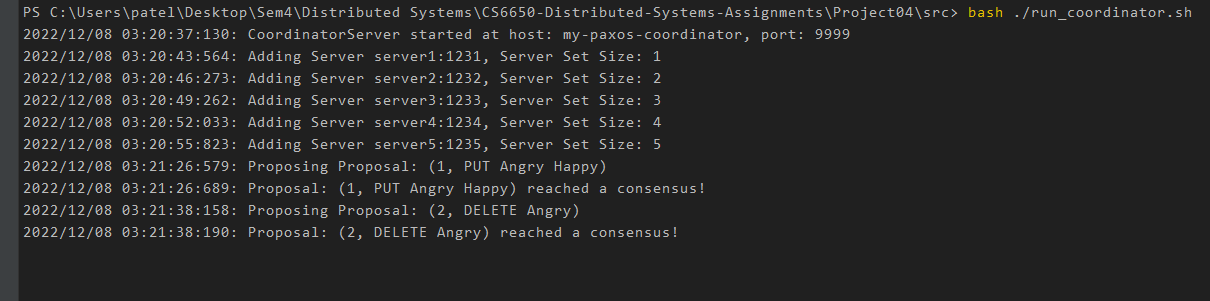 PS C:\Users\patel\Desktop\Sem4\Distributed Systems\CS6650-Distributed-Systems-Assignments\Project04\src> bash ./run_coordinator.sh
2022/12/08 03:20:37:130: CoordinatorServer started at host: my-paxos-coordinator, port: 9999
2022/12/08 03:20:43:564: Adding Server server1:1231, Server Set Size: 1
2022/12/08 03:20:46:273: Adding Server server2:1232, Server Set Size: 2
2022/12/08 03:20:49:262: Adding Server server3:1233, Server Set Size: 3
2022/12/08 03:20:52:033: Adding Server server4:1234, Server Set Size: 4
2022/12/08 03:20:55:823: Adding Server server5:1235, Server Set Size: 5
2022/12/08 03:21:26:579: Proposing Proposal: (1, PUT Angry Happy)
2022/12/08 03:21:26:689: Proposal: (1, PUT Angry Happy) reached a consensus!
2022/12/08 03:21:38:158: Proposing Proposal: (2, DELETE Angry)
2022/12/08 03:21:38:190: Proposal: (2, DELETE Angry) reached a consensus!